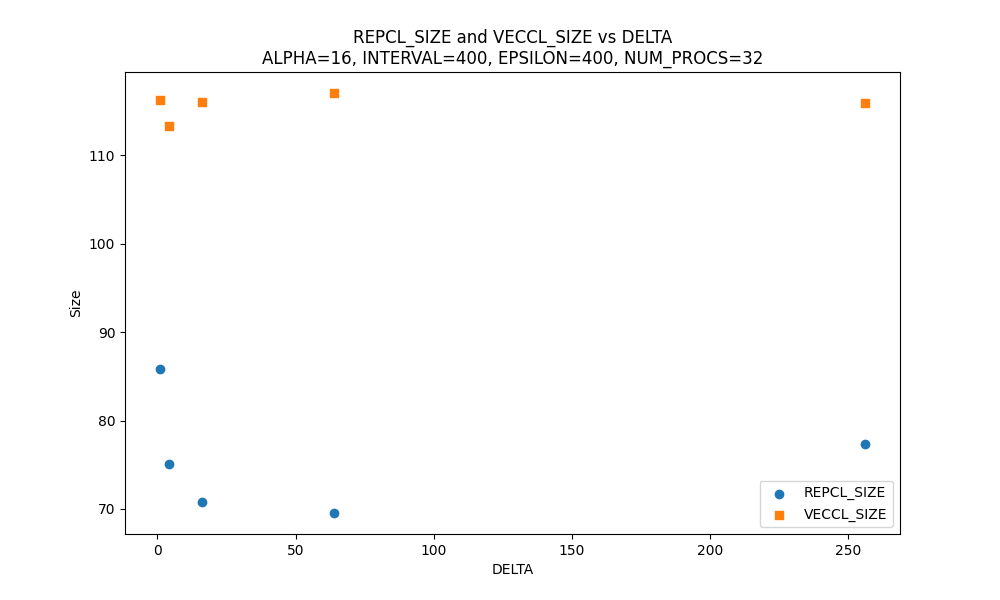 REPCL_SIZE and VECCL_SIZE vs DELTA
ALPHA=16, INTERVAL=400, EPSILON=400, NUM_PROCS=32
110
100
90
80
70
Size
0
50
100
150
200
250
DELTA
REPCL_SIZE
VECCL_SIZE